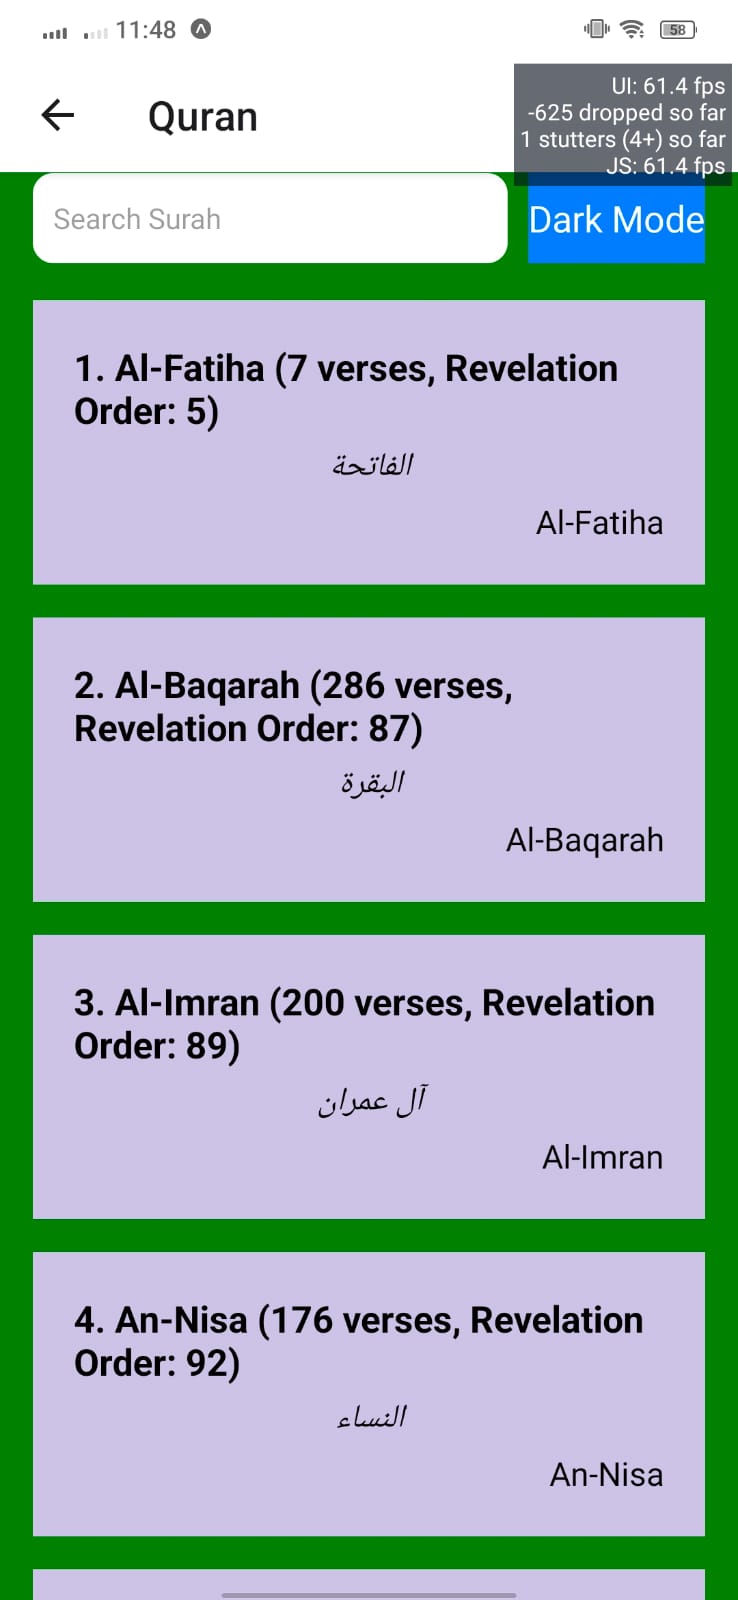 11:48
58
UI: 61.4 fps
-625 dropped so far
1 stutters (4+) so far
JS: 61.4 fps
Quran
Search Surah
Dark Mode
1. Al-Fatiha (7 verses, Revelation
Order: 5)
الفاتحة
Al-Fatiha
2. Al-Baqarah (286 verses,
Revelation Order: 87)
البقرة
Al-Baqarah
3. Al-Imran (200 verses, Revelation
Order: 89)
آل عمران
Al-Imran
4. An-Nisa (176 verses, Revelation
Order: 92)
النساء
An-Nisa